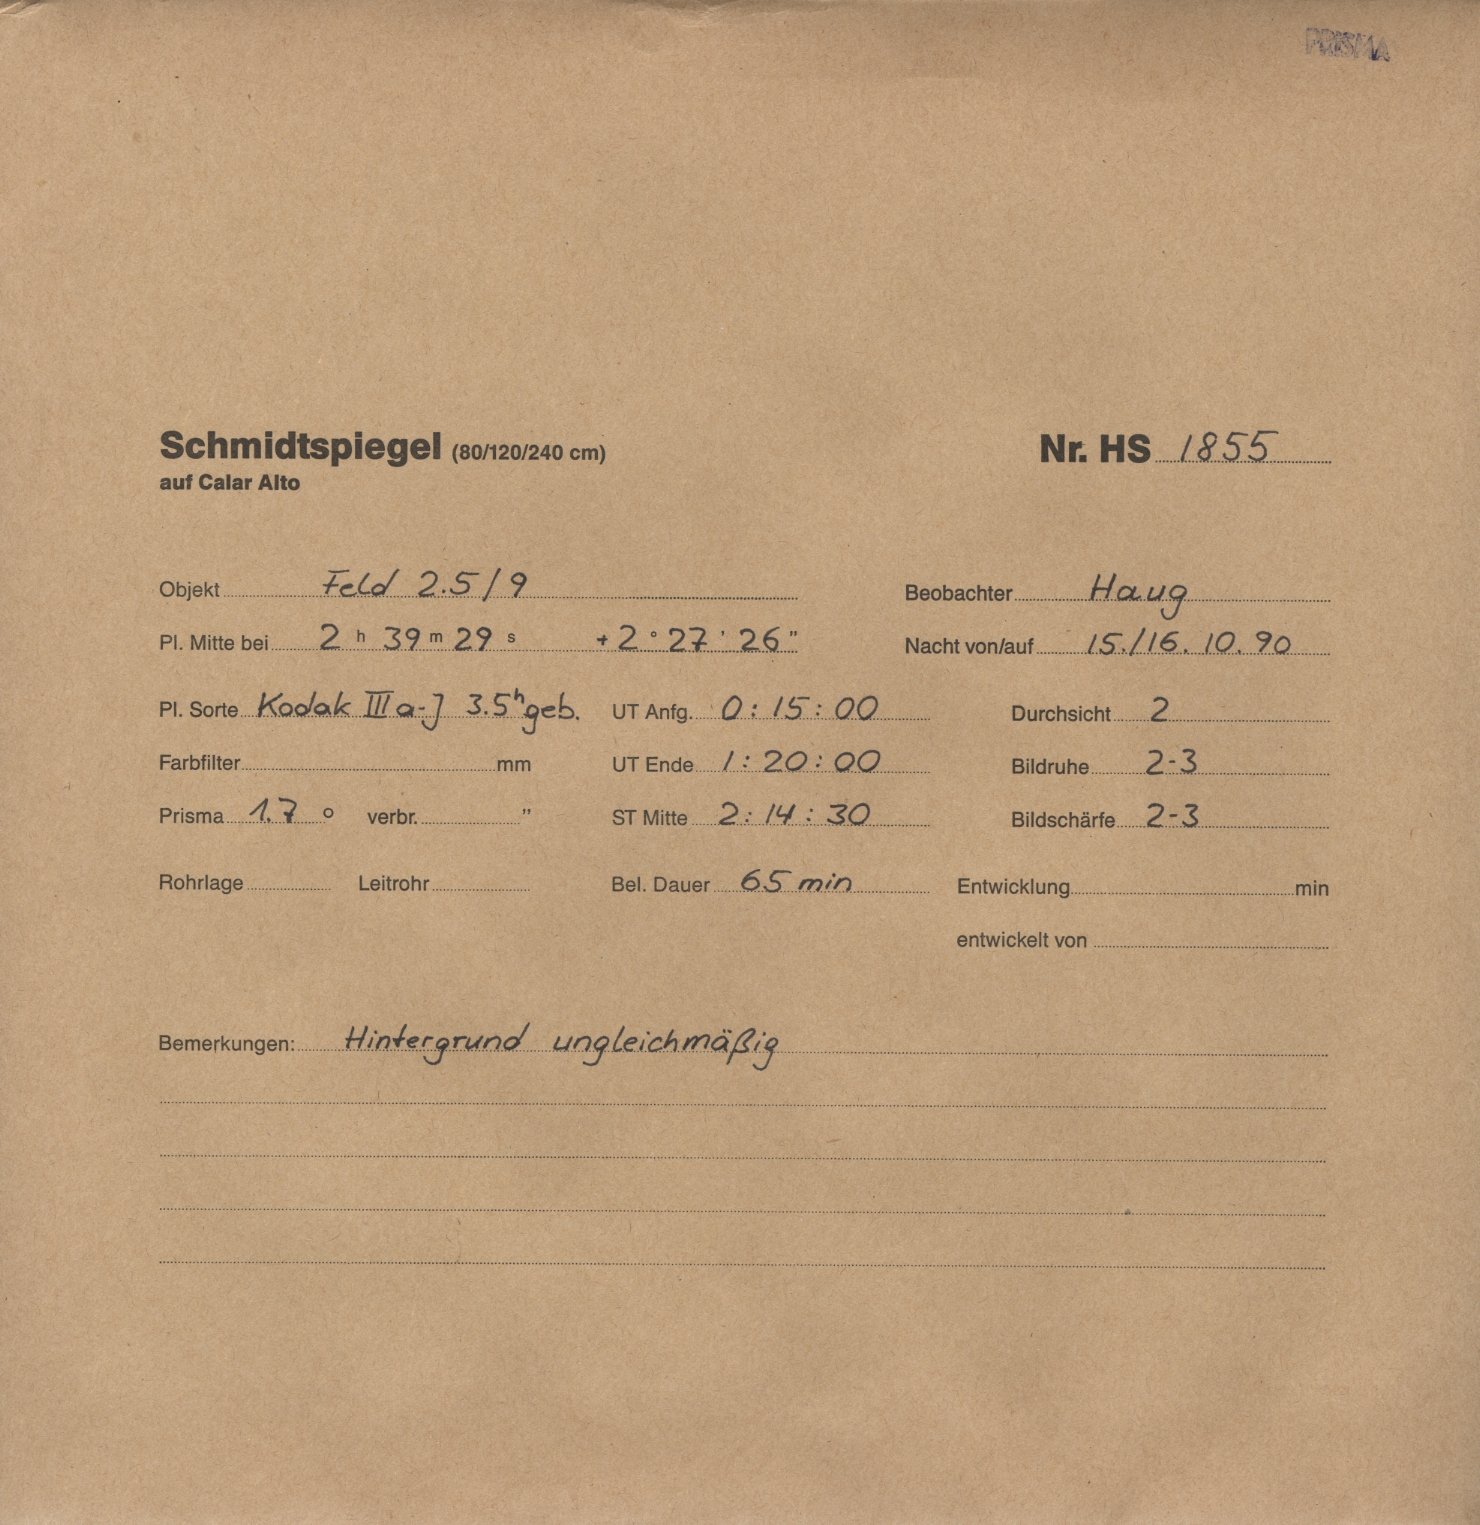 PRISMA
Schmidtspiegel (80/120/240 cm) Nr. HS 1855
auf Calar Alto
Objekt Feld 2.5/9 Beobachter Haug
Pl. Mitte bei 2 h 39 m 29 s +2 ° 27 ' 26 " Nacht von/auf 15./16. 10. 90
Pl. Sorte Kodak III a-J 3.5h geb. UT Anfg. 0:15:00 Durchsicht 2
Farbfilter mm UT Ende 1:20:00 Bildruhe 2-3
Prisma 1.7 ° verbr. " ST Mitte 2:14:30 Bildschärfe 2-3
Rohrlage Leitrohr Bel. Dauer 65 min Entwicklung min
entwickelt von
Bemerkungen: Hintergrund ungleichmäßig